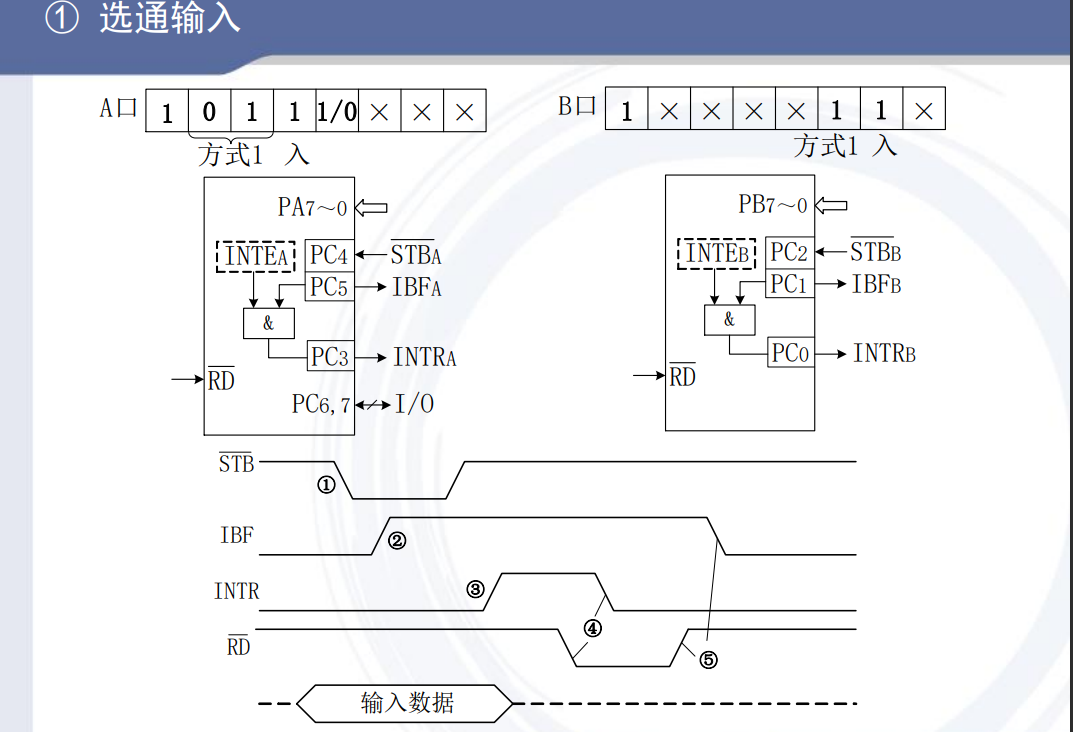 ① 选通输入
A口 1 0 1 1 1/0 × × ×
方式1 入
B口 1 × × × × 1 1 ×
方式1 入
PA7～0
INTEA PC4 STBA
PC5 IBFA
&
PC3 INTRA
RD
PC6,7 I/O
PB7～0
INTEB PC2 STBB
PC1 IBFB
&
PC0 INTRB
RD
STB ①
IBF ②
INTR ③
④
RD ⑤
输入数据